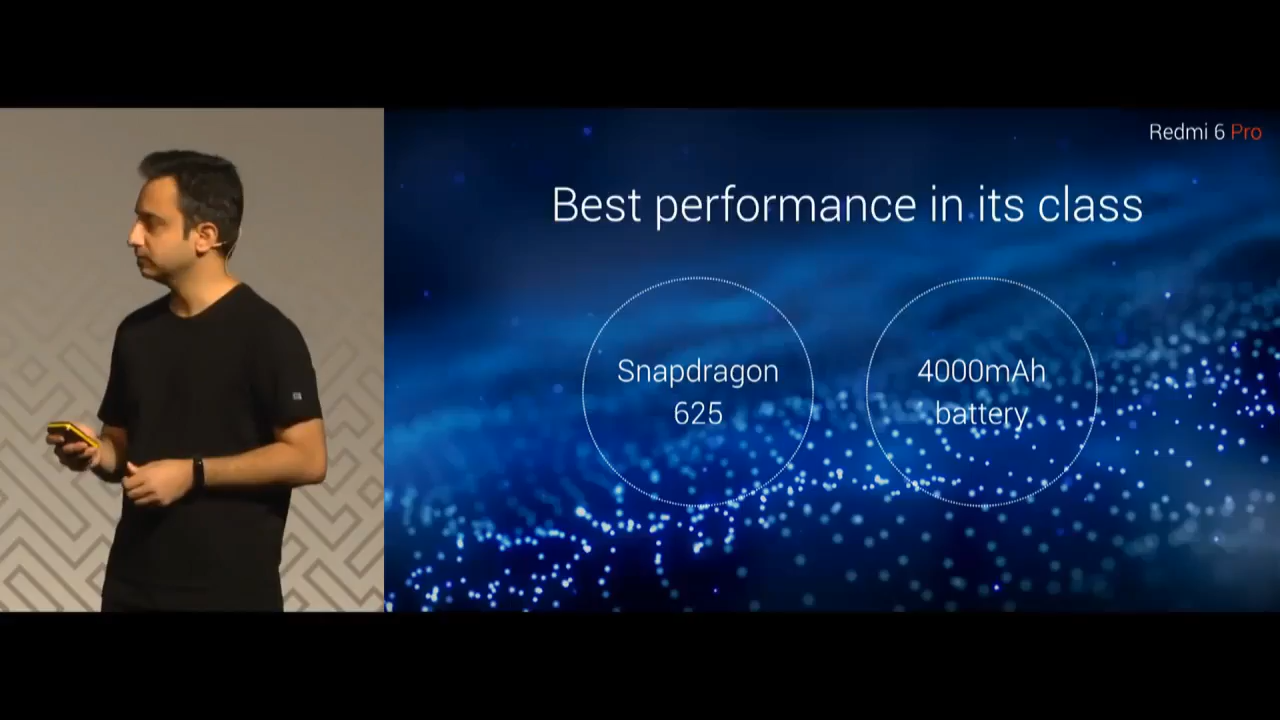 Redmi 6 Pro
Best performance in its class
Snapdragon
625
4000mAh
battery